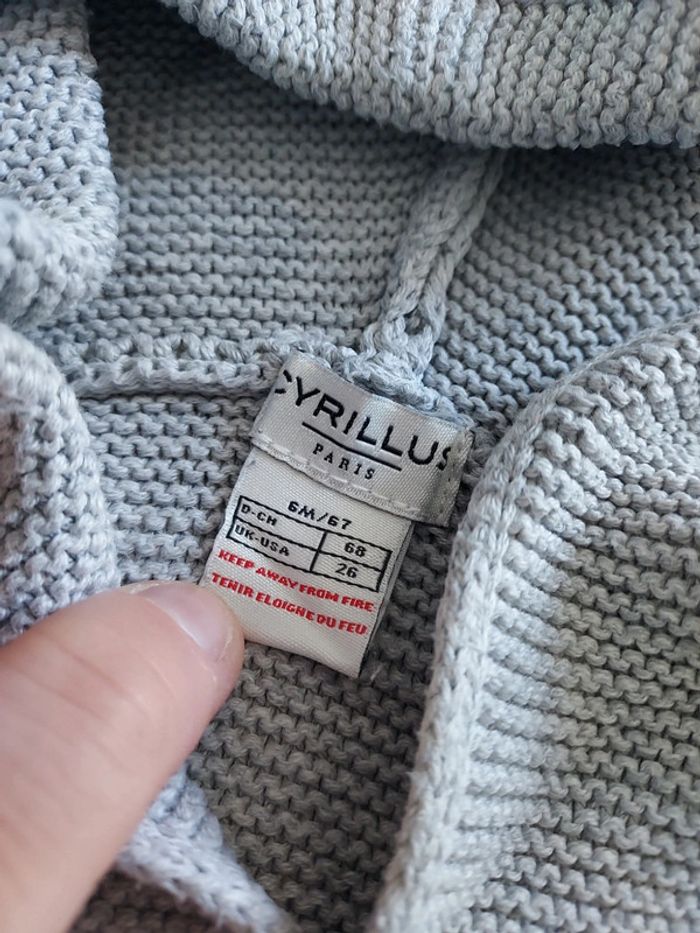 CYRILLUS
PARIS
6M/67
D-CH 68
UK-USA 26
KEEP AWAY FROM FIRE
TENIR ELOIGNE DU FEU